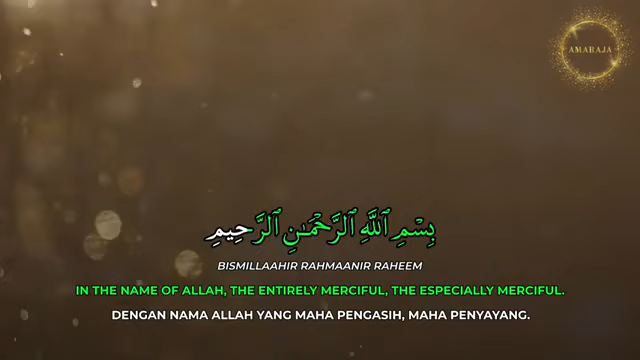 AMARAJA
بِسْمِ ٱللَّهِ ٱلرَّحْمَـٰنِ ٱلرَّحِيمِ
BISMILLAAHIR RAHMAANIR RAHEEM
IN THE NAME OF ALLAH, THE ENTIRELY MERCIFUL, THE ESPECIALLY MERCIFUL.
DENGAN NAMA ALLAH YANG MAHA PENGASIH, MAHA PENYAYANG.